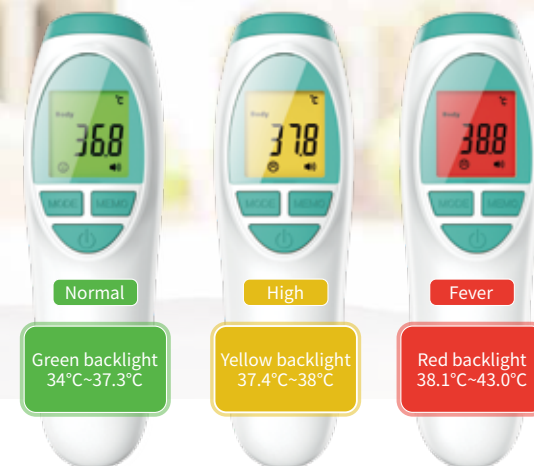 °C
Body
36.8
MODE
MEMO
Normal
Green backlight
34°C~37.3°C
°C
Body
37.8
MODE
MEMO
High
Yellow backlight
37.4°C~38°C
°C
Body
38.8
MODE
MEMO
Fever
Red backlight
38.1°C~43.0°C